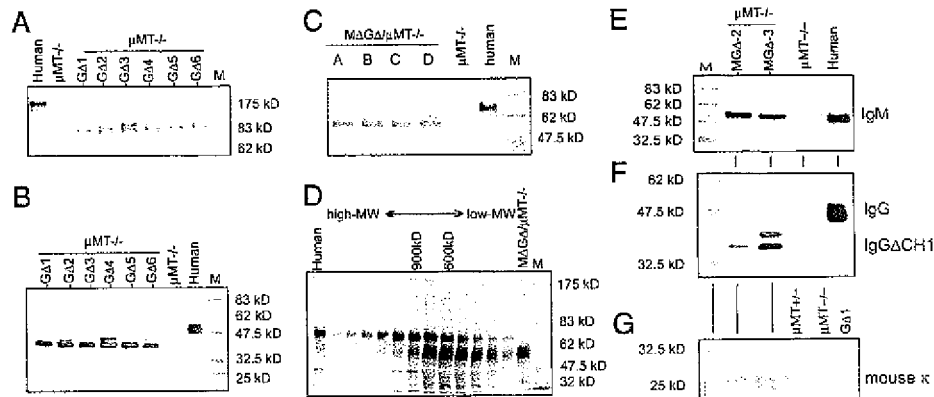 A
Human
µMT-/-
µMT-/-
GΔ1
GΔ2
GΔ3
GΔ4
GΔ5
GΔ6
M
175 kD
83 kD
62 kD
B
µMT-/-
GΔ1
GΔ2
GΔ3
GΔ4
GΔ5
GΔ6
µMT-/-
Human
M
83 kD
62 kD
47.5 kD
32.5 kD
25 kD
C
MΔGΔ/µMT-/-
A
B
C
D
µMT-/-
human
M
83 kD
62 kD
47.5 kD
D
high-MW
low-MW
Human
900kD
600kD
MΔGΔ/µMT-/-
M
175 kD
83 kD
62 kD
47.5 kD
32 kD
E
µMT-/-
M
MGΔ-2
MGΔ-3
µMT-/-
Human
83 kD
62 kD
47.5 kD
32.5 kD
IgM
F
62 kD
47.5 kD
32.5 kD
IgG
IgGΔCH1
G
µMT+/-
µMT-/-
GΔ1
32.5 kD
25 kD
mouse κ